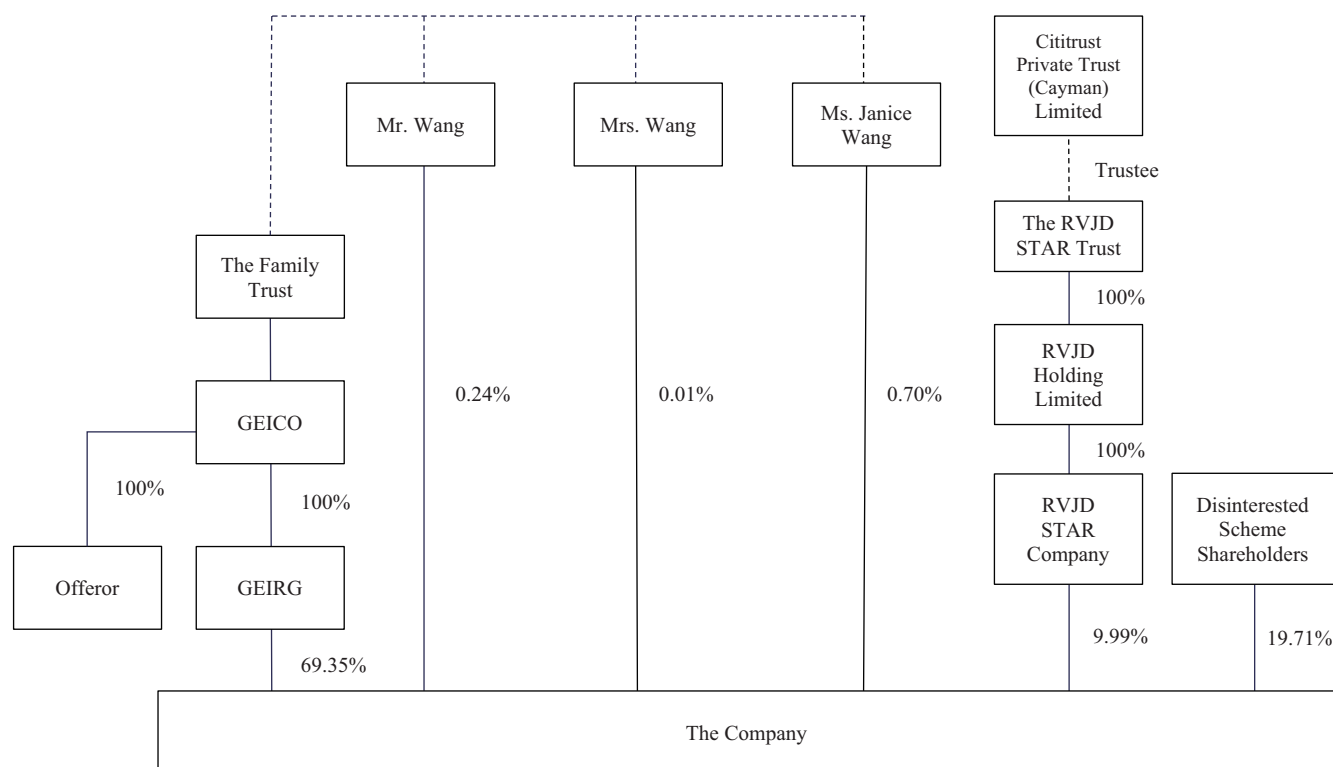 Cititrust
Private Trust
(Cayman)
Limited
Mr. Wang
Mrs. Wang
Ms. Janice
Wang
Trustee
The RVJD
STAR Trust
The Family
Trust
100%
RVJD
Holding
Limited
GEICO
0.24%
0.01%
0.70%
100%
100%
100%
RVJD
STAR
Company
Disinterested
Scheme
Shareholders
Offeror
GEIRG
69.35%
9.99%
19.71%
The Company